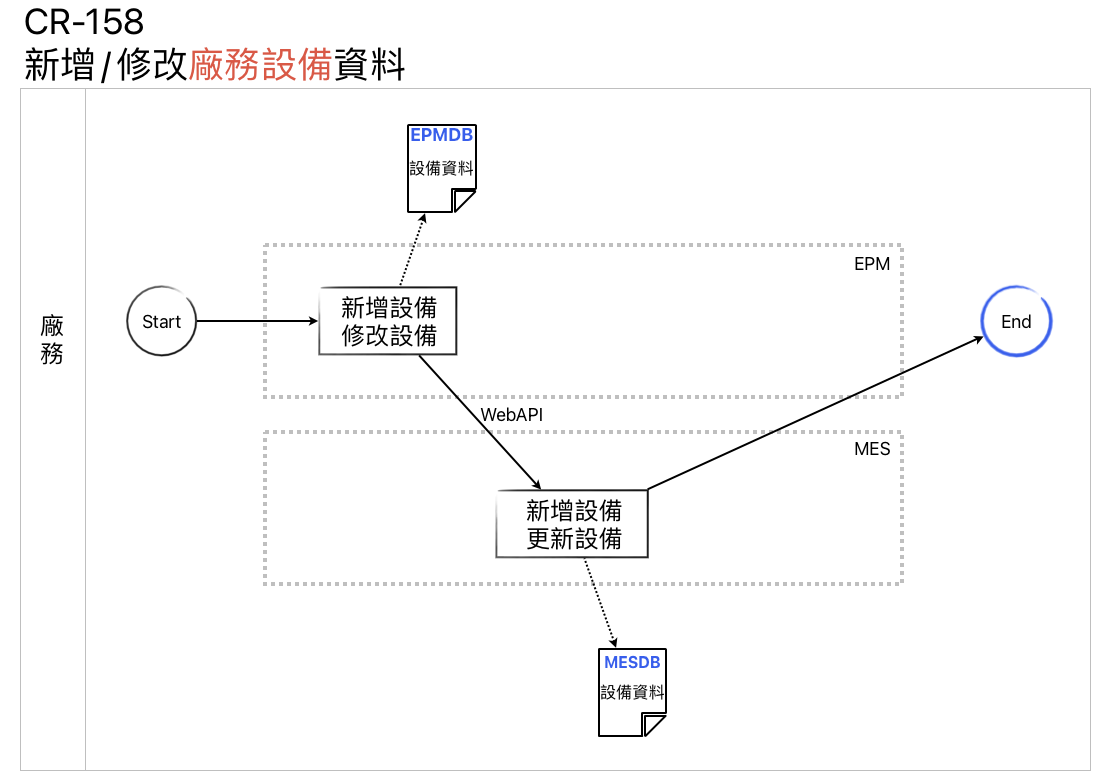 CR-158
新增/修改廠務設備資料
EPMDB
設備資料
EPM
廠
務
Start
新增設備
修改設備
End
WebAPI
MES
新增設備
更新設備
MESDB
設備資料